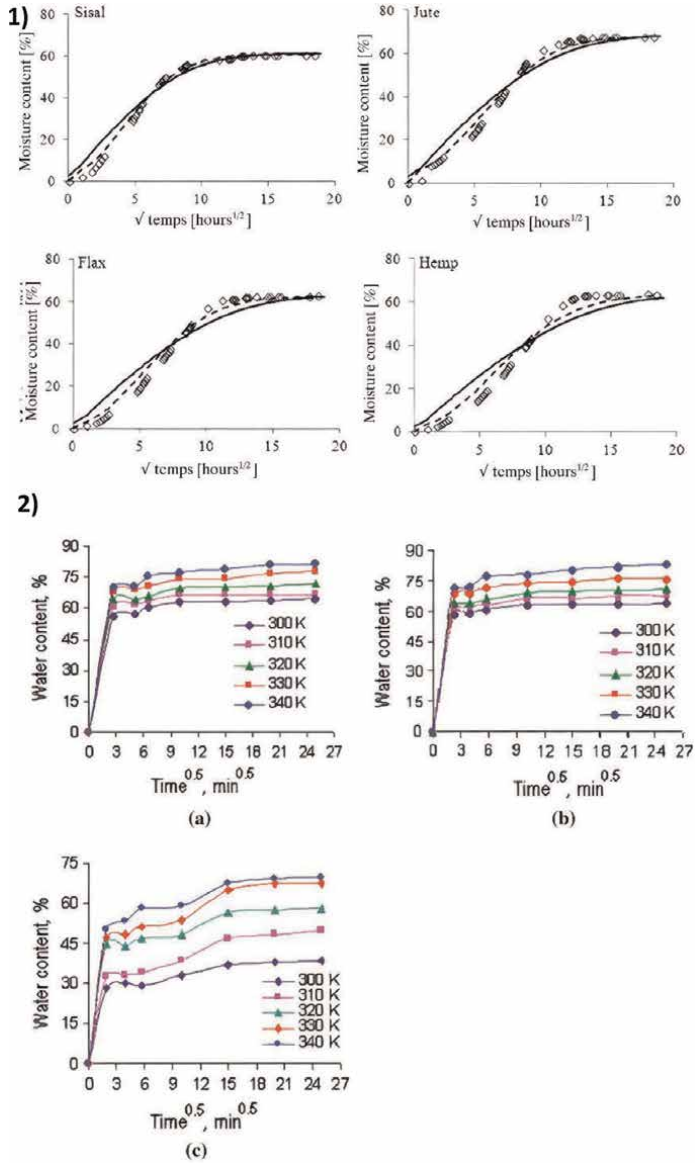 1)
Sisal
Moisture content [%]
80
60
40
20
0
0 5 10 15 20
√ temps [hours1/2]
Jute
Moisture content [%]
80
60
40
20
0
0 5 10 15 20
√ temps [hours1/2]
Flax
Moisture content [%]
80
60
40
20
0
0 5 10 15 20
√ temps [hours1/2]
Hemp
Moisture content [%]
80
60
40
20
0
0 5 10 15 20
√ temps [hours1/2]
2)
Water content, %
90
75
60
45
30
15
0
300 K
310 K
320 K
330 K
340 K
0 3 6 9 12 15 18 21 24 27
Time0.5, min0.5
(a)
Water content, %
90
75
60
45
30
15
0
300 K
310 K
320 K
330 K
340 K
0 3 6 9 12 15 18 21 24 27
Time0.5, min0.5
(b)
Water content, %
75
60
45
30
15
0
300 K
310 K
320 K
330 K
340 K
0 3 6 9 12 15 18 21 24 27
Time0.5, min0.5
(c)